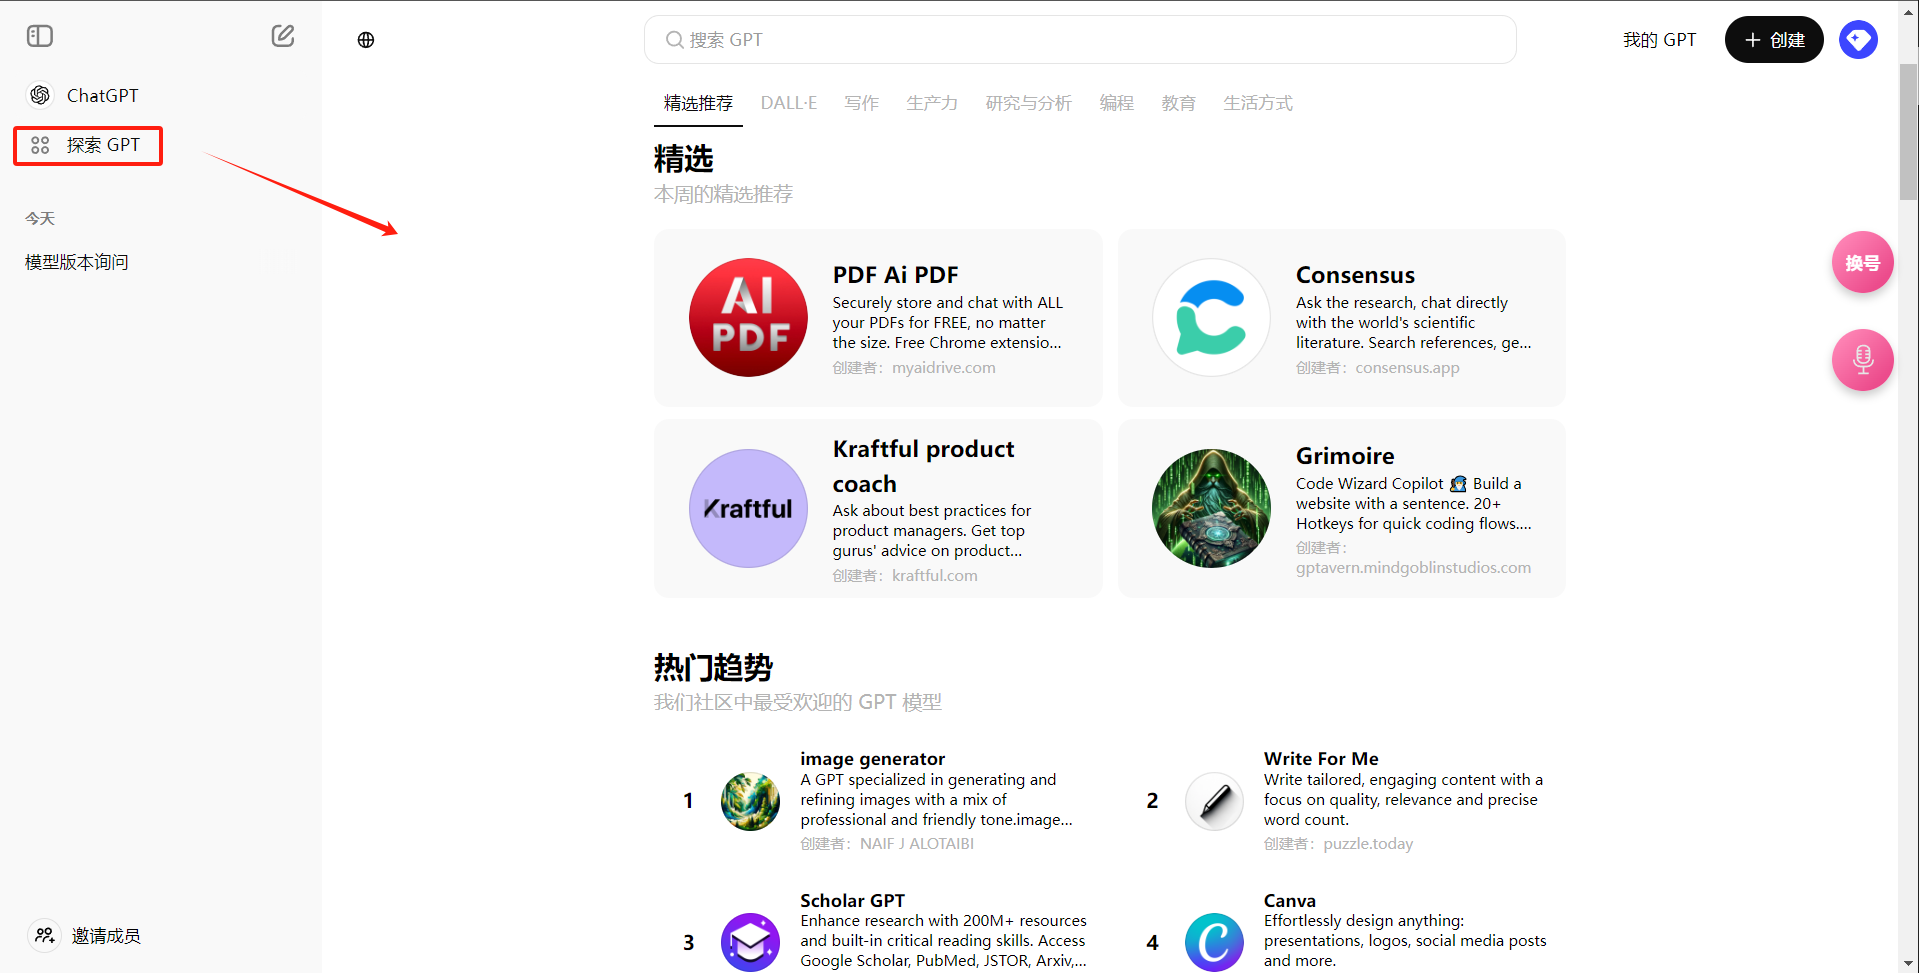 ChatGPT
探索 GPT
今天
模型版本询问
邀请成员
搜索 GPT
我的 GPT
创建
精选推荐
DALL·E
写作
生产力
研究与分析
编程
教育
生活方式
精选
本周的精选推荐
AI
PDF
PDF Ai PDF
Securely store and chat with ALL
your PDFs for FREE, no matter
the size. Free Chrome extensio...
创建者：myaidrive.com
Consensus
Ask the research, chat directly
with the world's scientific
literature. Search references, ge...
创建者：consensus.app
Kraftful
Kraftful product
coach
Ask about best practices for
product managers. Get top
gurus' advice on product...
创建者：kraftful.com
Grimoire
Code Wizard Copilot 🧙 Build a
website with a sentence. 20+
Hotkeys for quick coding flows....
创建者：
gptavern.mindgoblinstudios.com
换号
热门趋势
我们社区中最受欢迎的 GPT 模型
1
image generator
A GPT specialized in generating and
refining images with a mix of
professional and friendly tone.image...
创建者：NAIF J ALOTAIBI
2
Write For Me
Write tailored, engaging content with a
focus on quality, relevance and precise
word count.
创建者：puzzle.today
3
Scholar GPT
Enhance research with 200M+ resources
and built-in critical reading skills. Access
Google Scholar, PubMed, JSTOR, Arxiv,...
4
C
Canva
Effortlessly design anything:
presentations, logos, social media posts
and more.